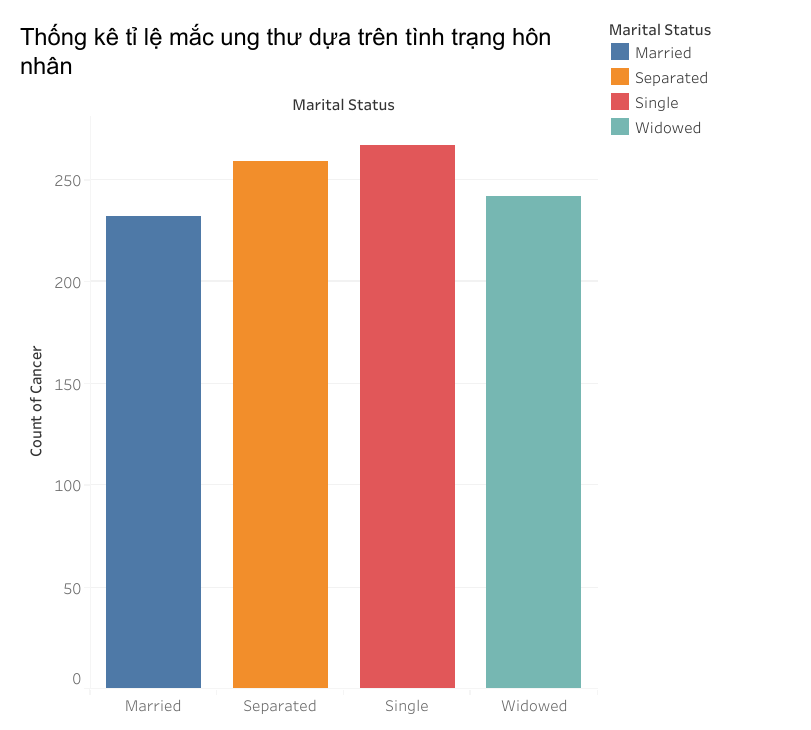 Thống kê tỉ lệ mắc ung thư dựa trên tình trạng hôn
nhân
Marital Status
Married
Separated
Single
Widowed
Marital Status
Count of Cancer
250
200
150
100
50
0
Married
Separated
Single
Widowed